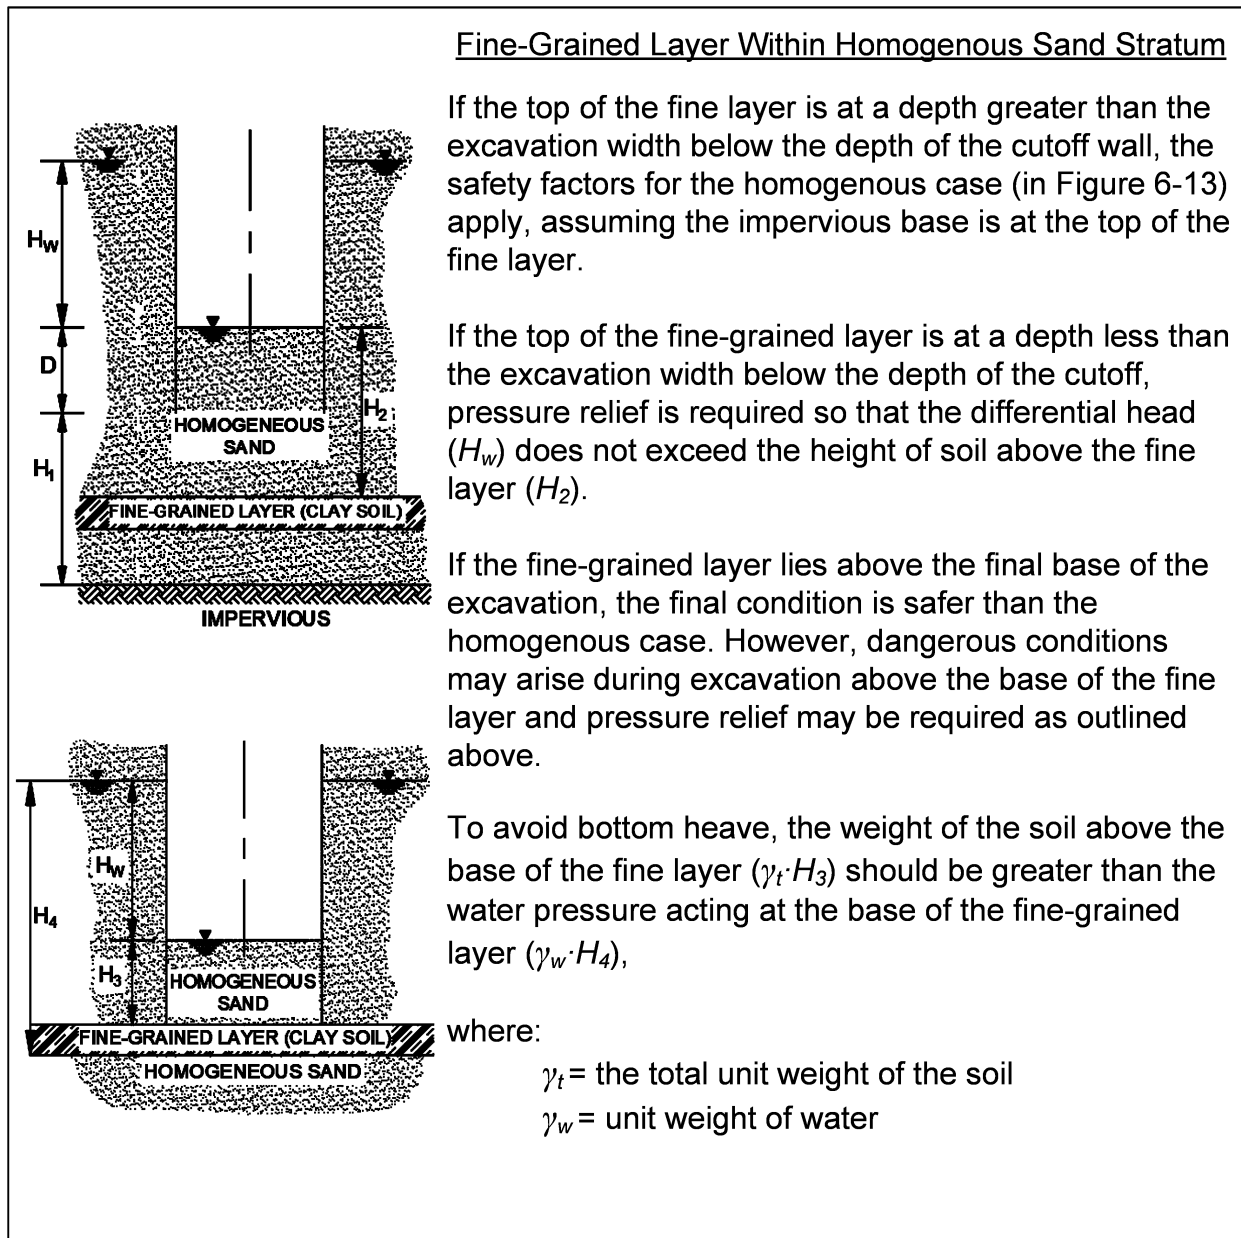 Fine-Grained Layer Within Homogenous Sand Stratum
If the top of the fine layer is at a depth greater than the
excavation width below the depth of the cutoff wall, the
safety factors for the homogenous case (in Figure 6-13)
apply, assuming the impervious base is at the top of the
fine layer.
If the top of the fine-grained layer is at a depth less than
the excavation width below the depth of the cutoff,
pressure relief is required so that the differential head
(Hw) does not exceed the height of soil above the fine
layer (H2).
If the fine-grained layer lies above the final base of the
excavation, the final condition is safer than the
homogenous case. However, dangerous conditions
may arise during excavation above the base of the fine
layer and pressure relief may be required as outlined
above.
To avoid bottom heave, the weight of the soil above the
base of the fine layer (γt·H3) should be greater than the
water pressure acting at the base of the fine-grained
layer (γw·H4),
where:
γt = the total unit weight of the soil
γw = unit weight of water
HW
D
H1
H2
HOMOGENEOUS
SAND
FINE-GRAINED LAYER (CLAY SOIL)
IMPERVIOUS
HW
H4
H3
HOMOGENEOUS
SAND
FINE-GRAINED LAYER (CLAY SOIL)
HOMOGENEOUS SAND